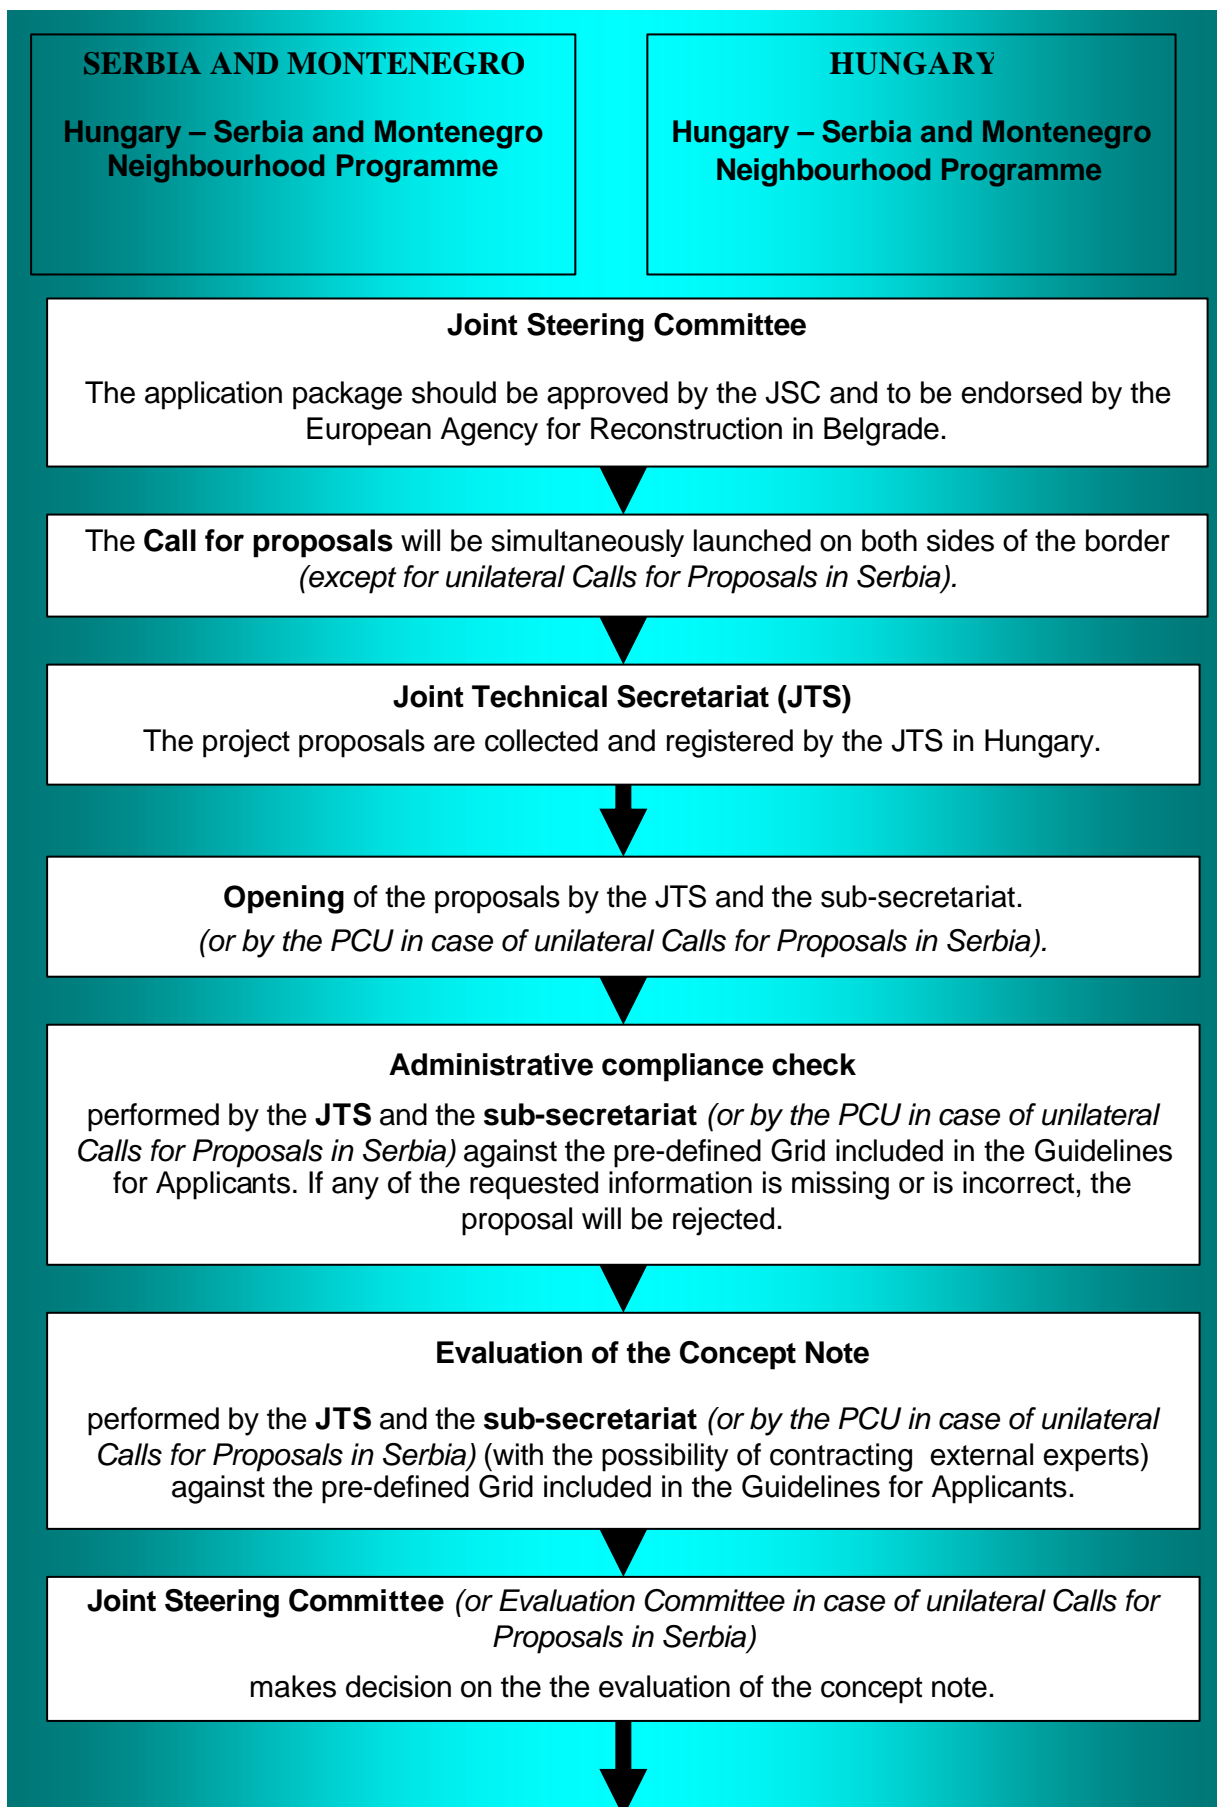 SERBIA AND MONTENEGRO
Hungary – Serbia and Montenegro
Neighbourhood Programme
HUNGARY
Hungary – Serbia and Montenegro
Neighbourhood Programme
Joint Steering Committee
The application package should be approved by the JSC and to be endorsed by the
European Agency for Reconstruction in Belgrade.
The Call for proposals will be simultaneously launched on both sides of the border
(except for unilateral Calls for Proposals in Serbia).
Joint Technical Secretariat (JTS)
The project proposals are collected and registered by the JTS in Hungary.
Opening of the proposals by the JTS and the sub-secretariat.
(or by the PCU in case of unilateral Calls for Proposals in Serbia).
Administrative compliance check
performed by the JTS and the sub-secretariat (or by the PCU in case of unilateral
Calls for Proposals in Serbia) against the pre-defined Grid included in the Guidelines
for Applicants. If any of the requested information is missing or is incorrect, the
proposal will be rejected.
Evaluation of the Concept Note
performed by the JTS and the sub-secretariat (or by the PCU in case of unilateral
Calls for Proposals in Serbia) (with the possibility of contracting external experts)
against the pre-defined Grid included in the Guidelines for Applicants.
Joint Steering Committee (or Evaluation Committee in case of unilateral Calls for
Proposals in Serbia)
makes decision on the the evaluation of the concept note.